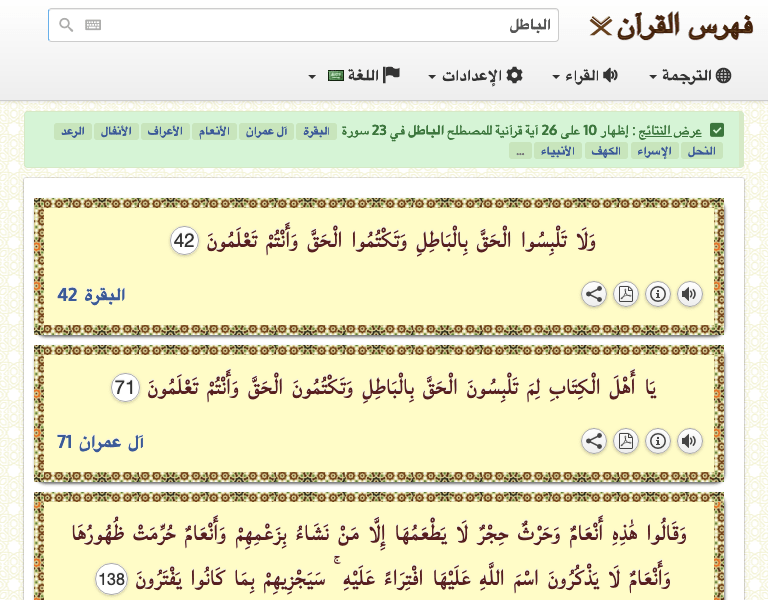 فهرس القرآن
الباطل
الترجمة
القراء
الإعدادات
اللغة
عرض النتائج : إظهار 10 على 26 آية قرآنية للمصطلح الباطل في 23 سورة البقرة آل عمران الأنعام الأعراف الأنفال الرعد
النحل الإسراء الكهف الأنبياء ...
وَلَا تَلْبِسُوا الْحَقَّ بِالْبَاطِلِ وَتَكْتُمُوا الْحَقَّ وَأَنْتُمْ تَعْلَمُونَ 42
البقرة 42
يَا أَهْلَ الْكِتَابِ لِمَ تَلْبِسُونَ الْحَقَّ بِالْبَاطِلِ وَتَكْتُمُونَ الْحَقَّ وَأَنْتُمْ تَعْلَمُونَ 71
آل عمران 71
وَقَالُوا هَٰذِهِ أَنْعَامٌ وَحَرْثٌ حِجْرٌ لَا يَطْعَمُهَا إِلَّا مَنْ نَشَاءُ بِزَعْمِهِمْ وَأَنْعَامٌ حُرِّمَتْ ظُهُورُهَا
وَأَنْعَامٌ لَا يَذْكُرُونَ اسْمَ اللَّهِ عَلَيْهَا افْتِرَاءً عَلَيْهِ ۚ سَيَجْزِيهِمْ بِمَا كَانُوا يَفْتَرُونَ 138